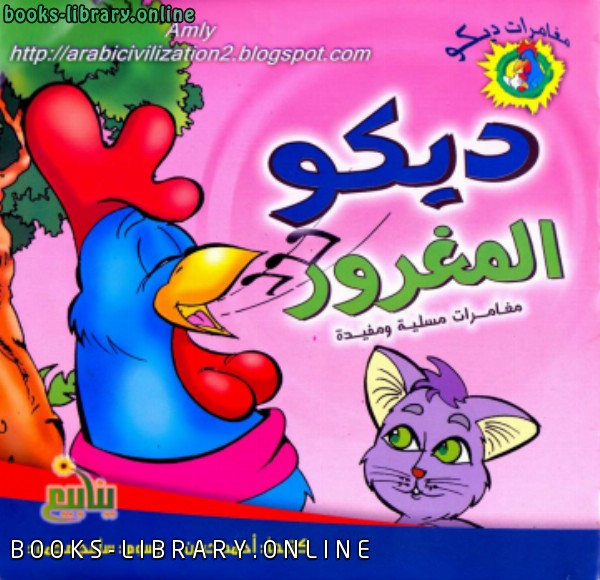 books-library.online
Amly
http://arabicivilization2.blogspot.com/
مغامرات ديكو
ديكو
المغرور
مغامرات مسلية ومفيدة
ينابيع
BOOKS-LIBRARY.ONLINE